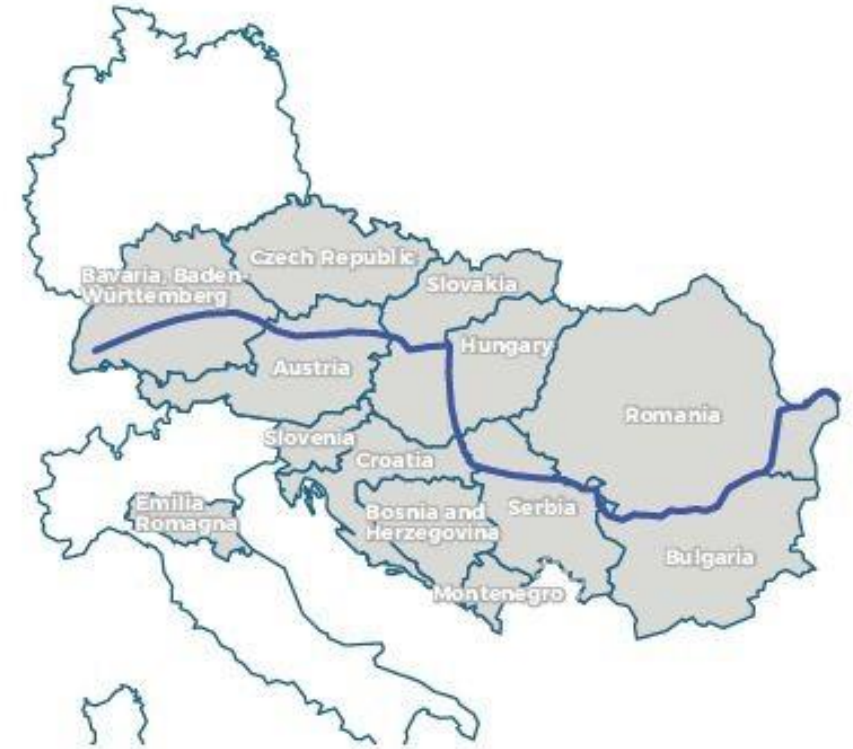 Czech Republic
Bavaria, Baden-
Württemberg
Slovakia
Hungary
Austria
Romania
Slovenia
Croatia
Emilia
Romagna
Bosnia and
Herzegovina
Serbia
Bulgaria
Montenegro